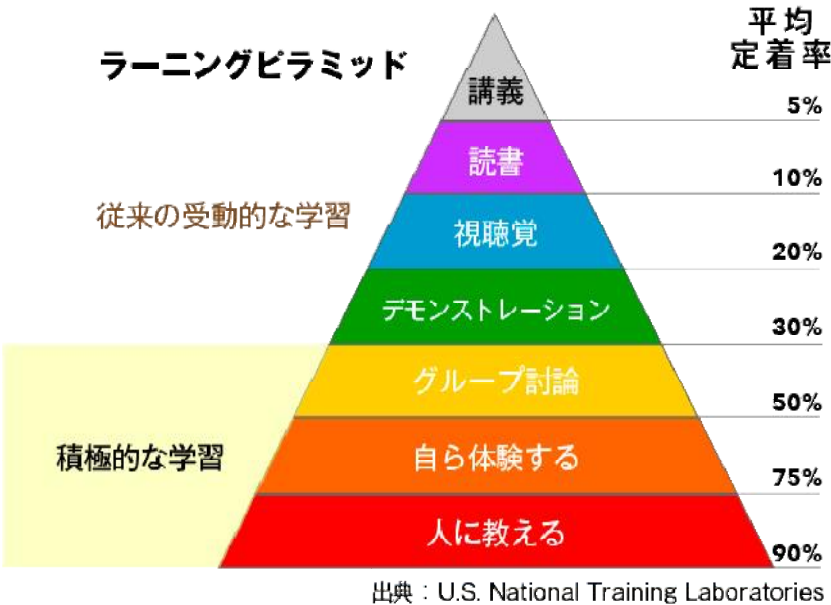 ラーニングピラミッド
平均
定着率
講義
5%
読書
10%
従来の受動的な学習
視聴覚
20%
デモンストレーション
30%
グループ討論
50%
積極的な学習
自ら体験する
75%
人に教える
90%
出典：U.S. National Training Laboratories